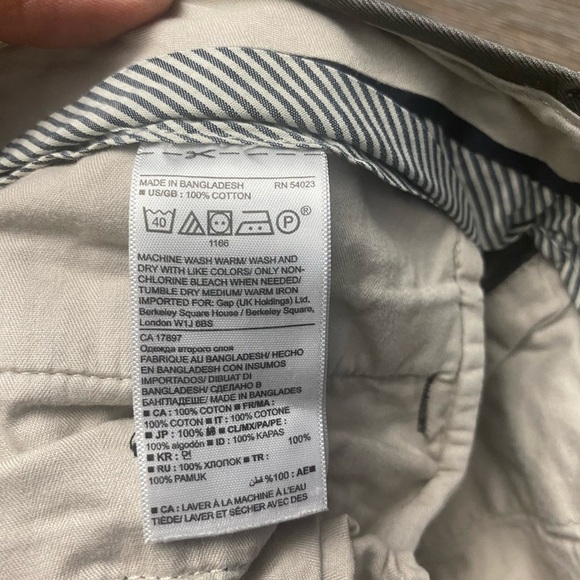 MADE IN BANGLADESH RN 54023
■ US/GB : 100% COTTON
40 P ®
1166
MACHINE WASH WARM/ WASH AND
DRY WITH LIKE COLORS/ ONLY NON-
CHLORINE BLEACH WHEN NEEDED/
TUMBLE DRY MEDIUM/ WARM IRON
IMPORTED FOR: Gap (UK Holdings) Ltd.
Berkeley Square House / Berkeley Square,
London W1J 6BS
CA 17897
Одежда второго слоя
FABRIQUÉ AU BANGLADESH/ HECHO
EN BANGLADESH CON INSUMOS
IMPORTADOS/ DIBUAT DI
BANGLADESH/ СДЕЛАНО В
БАНГЛАДЕШЕ/ MADE IN BANGLADES
■ CA : 100% COTON ■ FR/MA :
100% COTON ■ IT : 100% COTONE
■ JP : 100% 綿 ■ CL/MX/PA/PE :
100% algodón ■ ID : 100% KAPAS
■ KR : 면 100%
■ RU : 100% ХЛОПОК ■ TR :
100% PAMUK قطن %100 : AE ■
■ CA : LAVER À LA MACHINE À L'EAU
TIÈDE/ LAVER ET SÉCHER AVEC DES